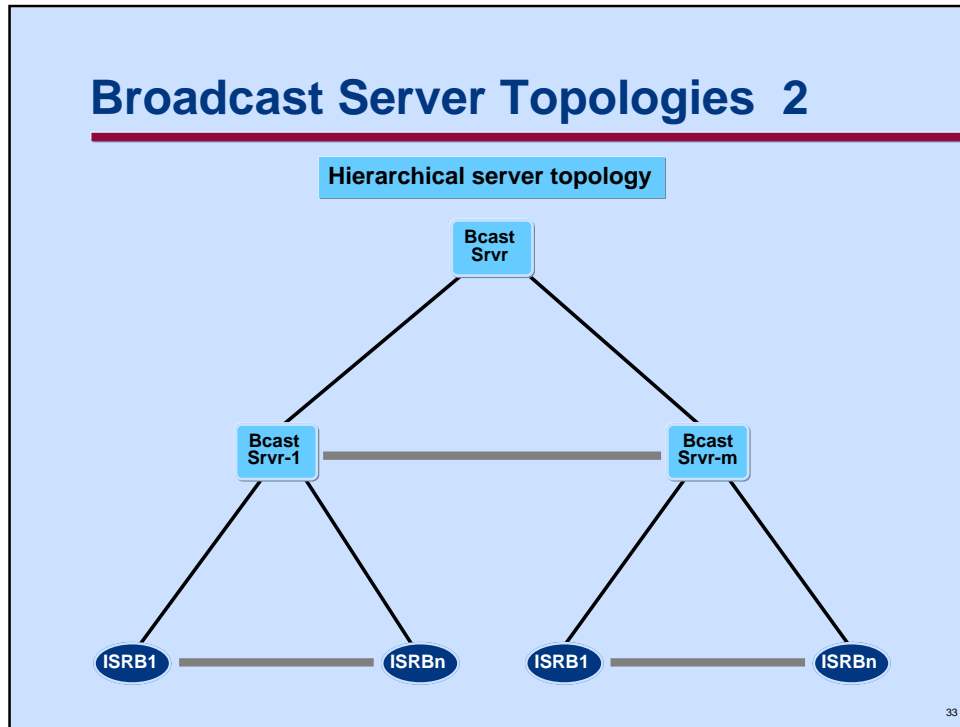 Broadcast Server Topologies 2
Hierarchical server topology
Bcast
Srvr
Bcast
Srvr-1
Bcast
Srvr-m
ISRB1
ISRBn
ISRB1
ISRBn
33